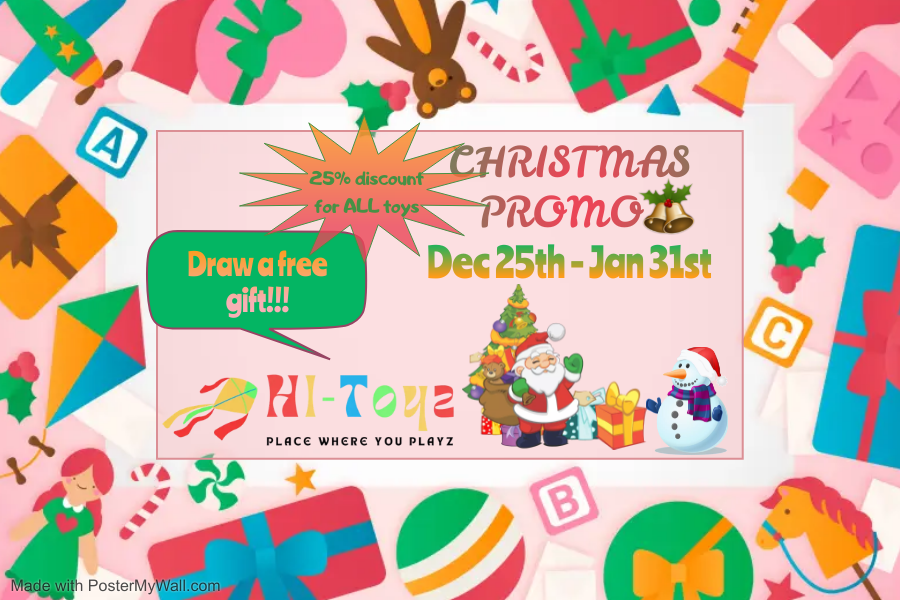 A
25% discount
for ALL toys
CHRISTMAS
PROMO
Dec 25th - Jan 31st
Draw a free
gift!!!
C
HI-Toyz
PLACE WHERE YOU PLAYZ
B
Made with PosterMyWall.com